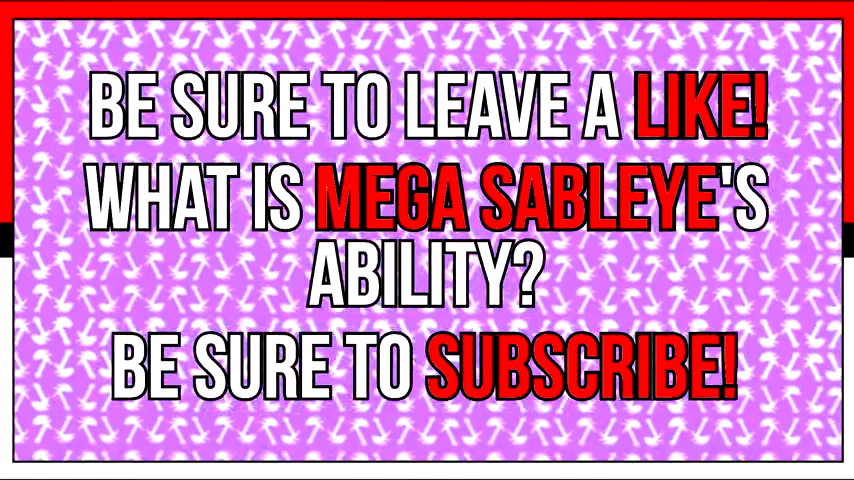 BE SURE TO LEAVE A LIKE!
WHAT IS MEGA SABLEYE'S
ABILITY?
BE SURE TO SUBSCRIBE!